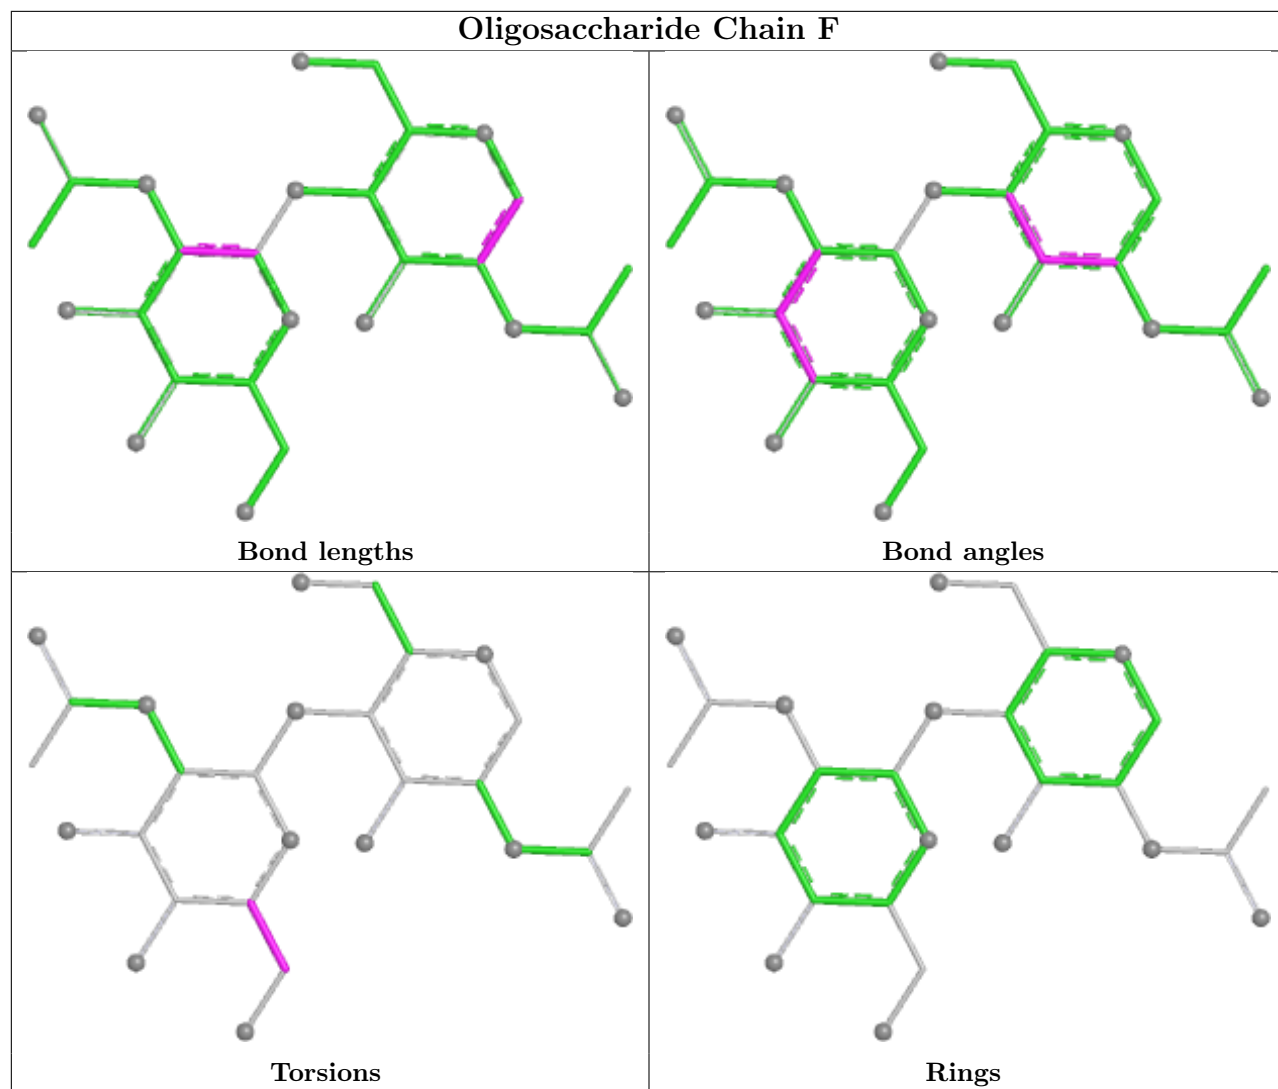 Oligosaccharide Chain F
Bond lengths
Bond angles
Torsions
Rings